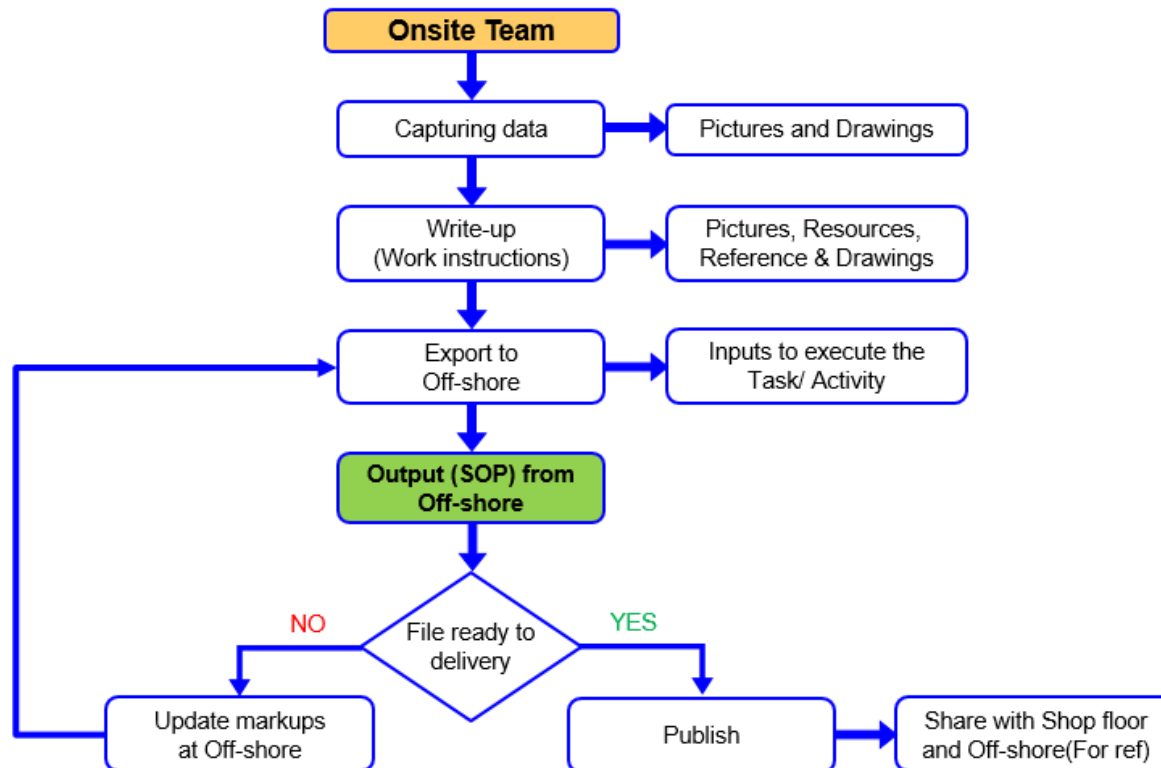 Onsite Team
Capturing data
Pictures and Drawings
Write-up
(Work instructions)
Pictures, Resources,
Reference & Drawings
Export to
Off-shore
Inputs to execute the
Task/ Activity
Output (SOP) from
Off-shore
File ready to
delivery
NO
YES
Update markups
at Off-shore
Publish
Share with Shop floor
and Off-shore(For ref)